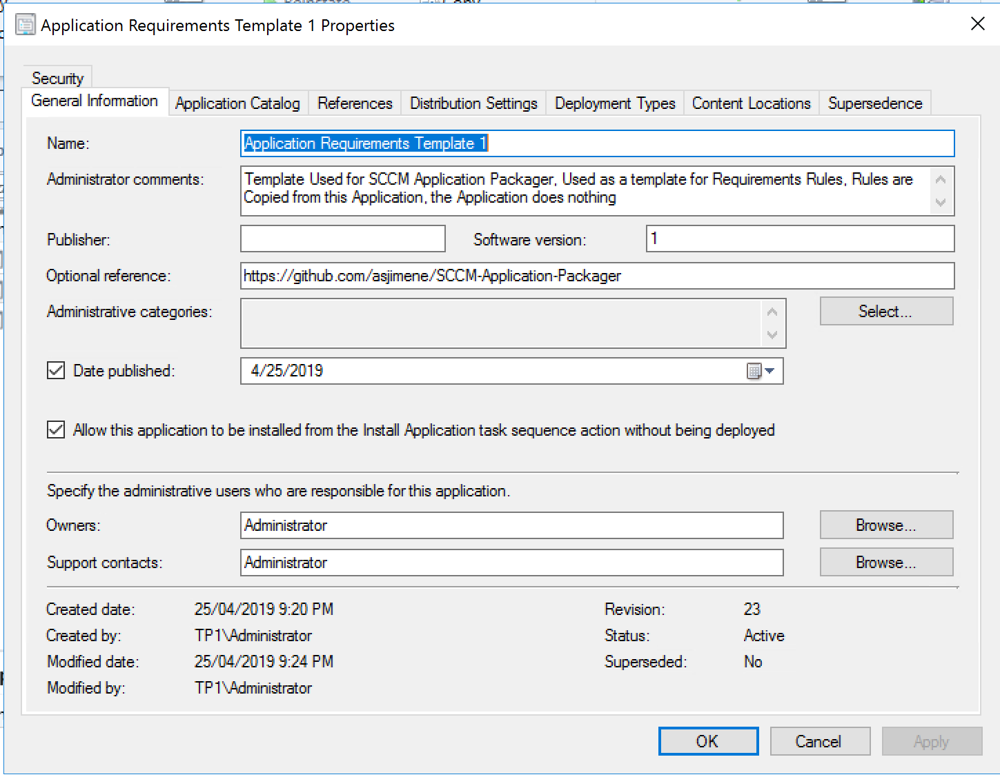 Application Requirements Template 1 Properties
Security
General Information Application Catalog References Distribution Settings Deployment Types Content Locations Supersedence
Name: Application Requirements Template 1
Administrator comments: Template Used for SCCM Application Packager, Used as a template for Requirements Rules, Rules are
Copied from this Application, the Application does nothing
Publisher: Software version: 1
Optional reference: https://github.com/asjimene/SCCM-Application-Packager
Administrative categories: Select...
Date published: 4/25/2019
Allow this application to be installed from the Install Application task sequence action without being deployed
Specify the administrative users who are responsible for this application.
Owners: Administrator Browse...
Support contacts: Administrator Browse...
Created date: 25/04/2019 9:20 PM Revision: 23
Created by: TP1\Administrator Status: Active
Modified date: 25/04/2019 9:24 PM Superseded: No
Modified by: TP1\Administrator
OK Cancel Apply